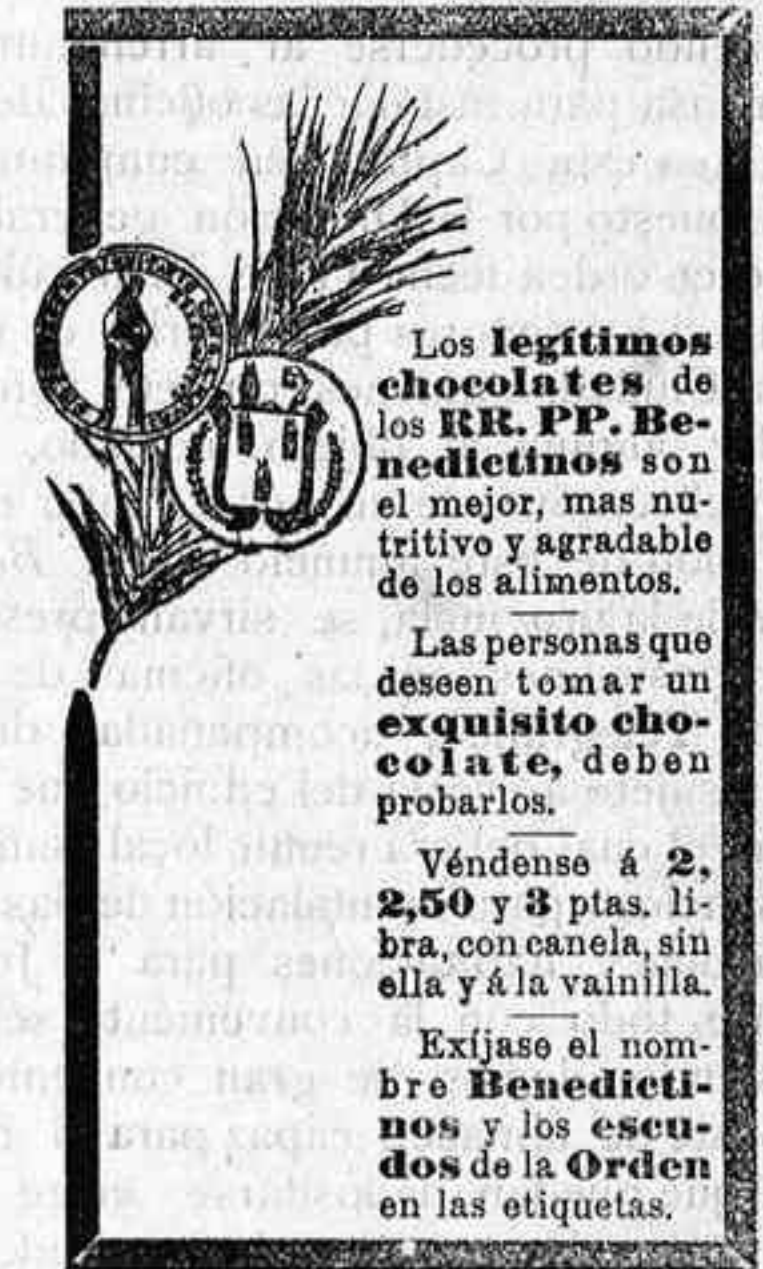 Los legítimos
chocolates de
los RR. PP. Be-
nedictinos son
el mejor, mas nu-
tritivo y agradable
de los alimentos.
Las personas que
deseen tomar un
exquisito cho-
colate, deben
probarlos.
Véndense á 2,
2,50 y 3 ptas. li-
bra, con canela, sin
ella y á la vainilla.
Exíjase el nom-
bre Benedicti-
nos y los escu-
dos de la Orden
en las etiquetas.